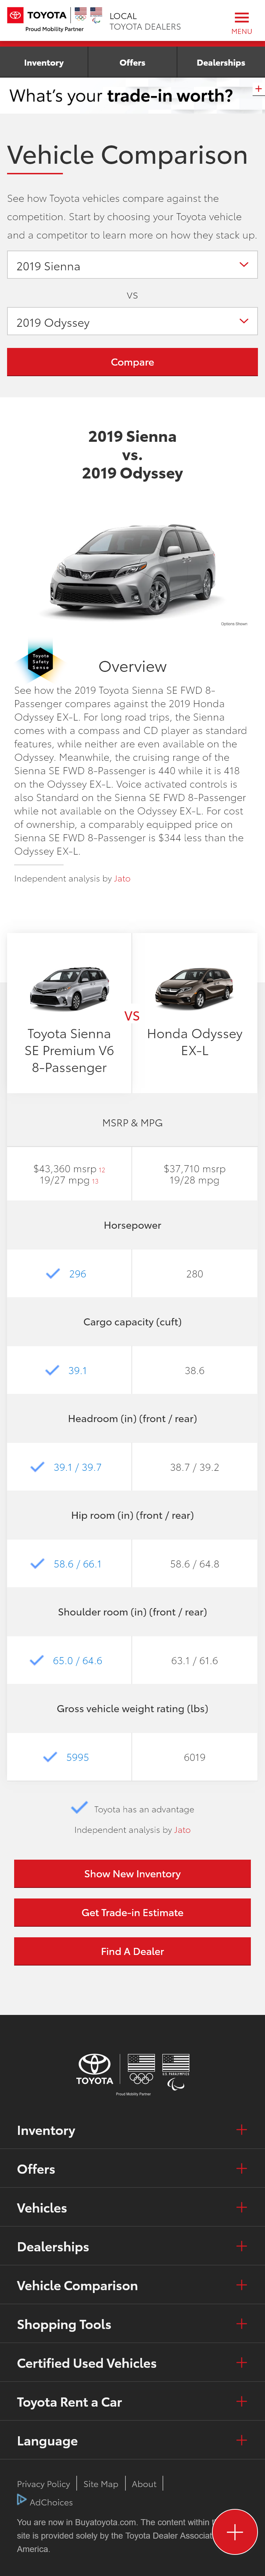 TOYOTA
Proud Mobility Partner
LOCAL
TOYOTA DEALERS
MENU
Inventory
Offers
Dealerships
What's your trade-in worth?
Vehicle Comparison
See how Toyota vehicles compare against the
competition. Start by choosing your Toyota vehicle
and a competitor to learn more on how they stack up.
2019 Sienna
VS
2019 Odyssey
Compare
2019 Sienna
vs.
2019 Odyssey
Options Shown
Toyota
Safety
Sense
Overview
See how the 2019 Toyota Sienna SE FWD 8-
Passenger compares against the 2019 Honda
Odyssey EX-L. For long road trips, the Sienna
comes with a compass and CD player as standard
features, while neither are even available on the
Odyssey. Meanwhile, the cruising range of the
Sienna SE FWD 8-Passenger is 440 while it is 418
on the Odyssey EX-L. Voice activated controls is
also Standard on the Sienna SE FWD 8-Passenger
while not available on the Odyssey EX-L. For cost
of ownership, a comparably equipped price on
Sienna SE FWD 8-Passenger is $344 less than the
Odyssey EX-L.
Independent analysis by Jato
VS
Toyota Sienna
SE Premium V6
8-Passenger
Honda Odyssey
EX-L
MSRP & MPG
$43,360 msrp 12
19/27 mpg 13
$37,710 msrp
19/28 mpg
Horsepower
296
280
Cargo capacity (cuft)
39.1
38.6
Headroom (in) (front / rear)
39.1 / 39.7
38.7 / 39.2
Hip room (in) (front / rear)
58.6 / 66.1
58.6 / 64.8
Shoulder room (in) (front / rear)
65.0 / 64.6
63.1 / 61.6
Gross vehicle weight rating (lbs)
5995
6019
Toyota has an advantage
Independent analysis by Jato
Show New Inventory
Get Trade-in Estimate
Find A Dealer
TOYOTA
Proud Mobility Partner
Inventory
Offers
Vehicles
Dealerships
Vehicle Comparison
Shopping Tools
Certified Used Vehicles
Toyota Rent a Car
Language
Privacy Policy
Site Map
About
AdChoices
You are now in Buyatoyota.com. The content within
site is provided solely by the Toyota Dealer
America.